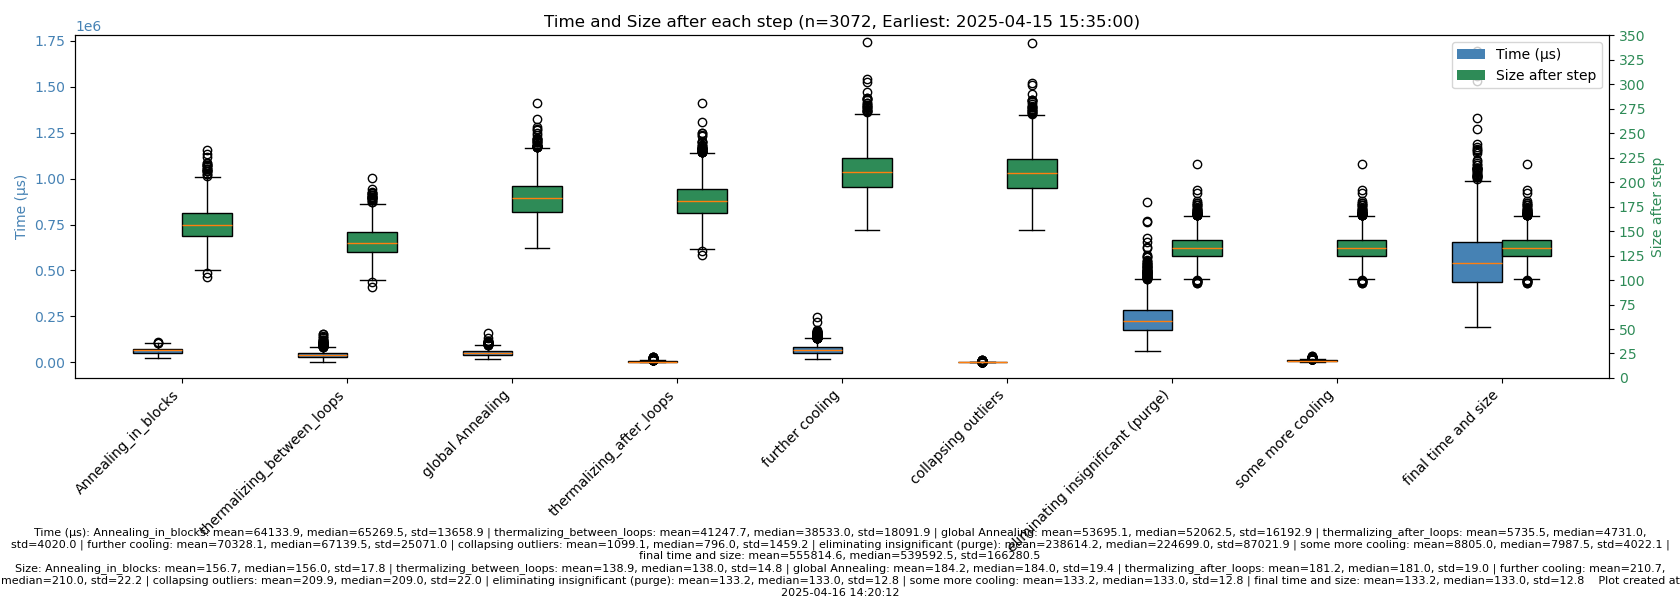 Time and Size after each step (n=3072, Earliest: 2025-04-15 15:35:00)
1e6
1.75
1.50
1.25
1.00
0.75
0.50
0.25
0.00
Time (µs)
Time (µs)
Size after step
350
325
300
275
250
225
200
175
150
125
100
75
50
25
0
Size after step
Annealing_in_blocks
thermalizing_between_loops
global Annealing
thermalizing_after_loops
further cooling
collapsing outliers
eliminating insignificant (purge)
some more cooling
final time and size
Time (µs): Annealing_in_blocks: mean=64133.9, median=65269.5, std=13658.9 | thermalizing_between_loops: mean=41247.7, median=38533.0, std=18091.9 | global Annealing: mean=53695.1, median=52062.5, std=16192.9 | thermalizing_after_loops: mean=5735.5, median=4731.0,
std=4020.0 | further cooling: mean=70328.1, median=67139.5, std=25071.0 | collapsing outliers: mean=1099.1, median=796.0, std=1459.2 | eliminating insignificant (purge): mean=238614.2, median=224699.0, std=87021.9 | some more cooling: mean=8805.0, median=7987.5, std=4022.1 |
final time and size: mean=555814.6, median=539592.5, std=166280.5
Size: Annealing_in_blocks: mean=156.7, median=156.0, std=17.8 | thermalizing_between_loops: mean=138.9, median=138.0, std=14.8 | global Annealing: mean=184.2, median=184.0, std=19.4 | thermalizing_after_loops: mean=181.2, median=181.0, std=19.0 | further cooling: mean=210.7,
median=210.0, std=22.2 | collapsing outliers: mean=209.9, median=209.0, std=22.0 | eliminating insignificant (purge): mean=133.2, median=133.0, std=12.8 | some more cooling: mean=133.2, median=133.0, std=12.8 | final time and size: mean=133.2, median=133.0, std=12.8 Plot created at
2025-04-16 14:20:12